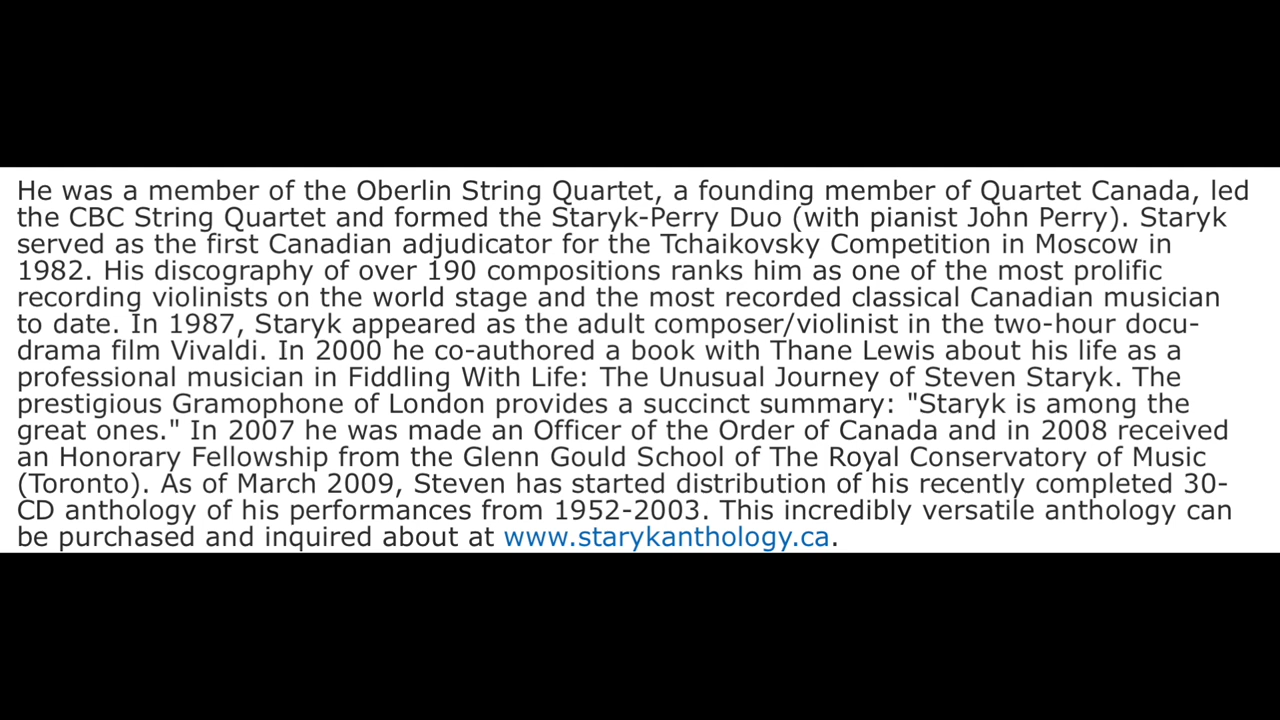 He was a member of the Oberlin String Quartet, a founding member of Quartet Canada, led
the CBC String Quartet and formed the Staryk-Perry Duo (with pianist John Perry). Staryk
served as the first Canadian adjudicator for the Tchaikovsky Competition in Moscow in
1982. His discography of over 190 compositions ranks him as one of the most prolific
recording violinists on the world stage and the most recorded classical Canadian musician
to date. In 1987, Staryk appeared as the adult composer/violinist in the two-hour docu-
drama film Vivaldi. In 2000 he co-authored a book with Thane Lewis about his life as a
professional musician in Fiddling With Life: The Unusual Journey of Steven Staryk. The
prestigious Gramophone of London provides a succinct summary: "Staryk is among the
great ones." In 2007 he was made an Officer of the Order of Canada and in 2008 received
an Honorary Fellowship from the Glenn Gould School of The Royal Conservatory of Music
(Toronto). As of March 2009, Steven has started distribution of his recently completed 30-
CD anthology of his performances from 1952-2003. This incredibly versatile anthology can
be purchased and inquired about at www.starykanthology.ca.